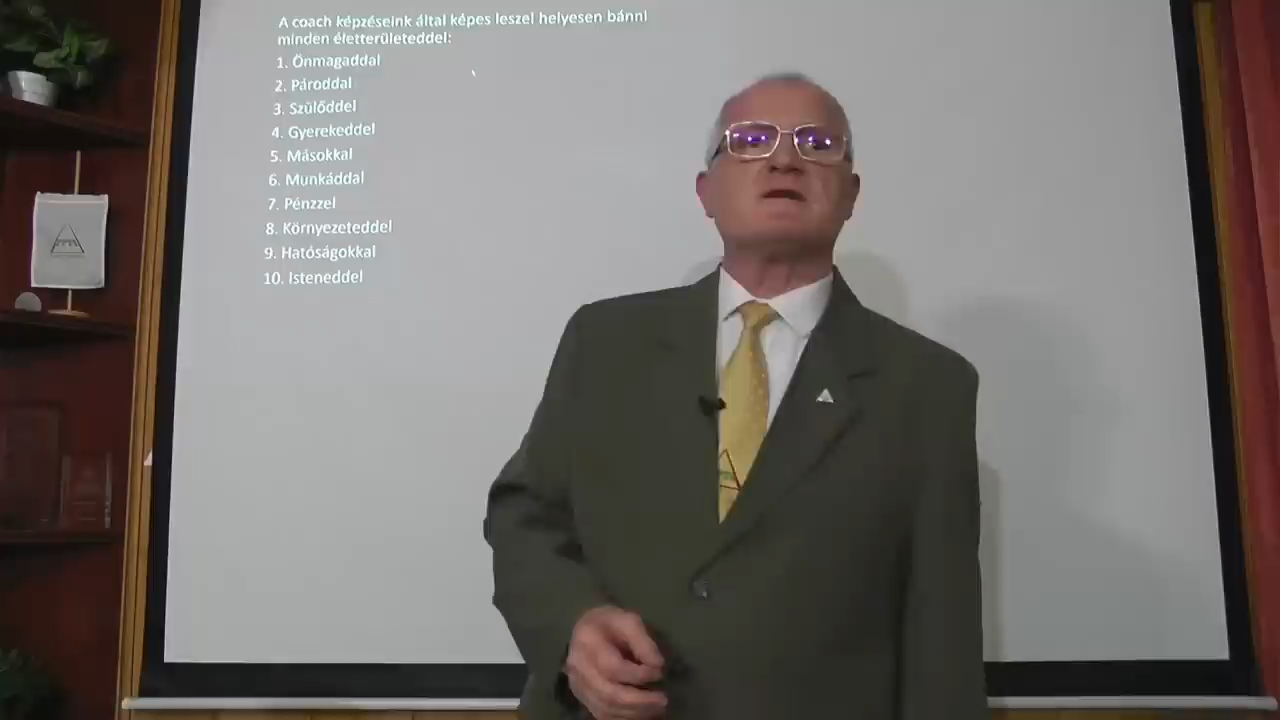 A coach képzéseink által képes leszel helyesen bánni
minden életterületeddel:
1. Önmagaddal
2. Pároddal
3. Szülőddel
4. Gyerekeddel
5. Másokkal
6. Munkáddal
7. Pénzzel
8. Környezeteddel
9. Hatóságokkal
10. Isteneddel